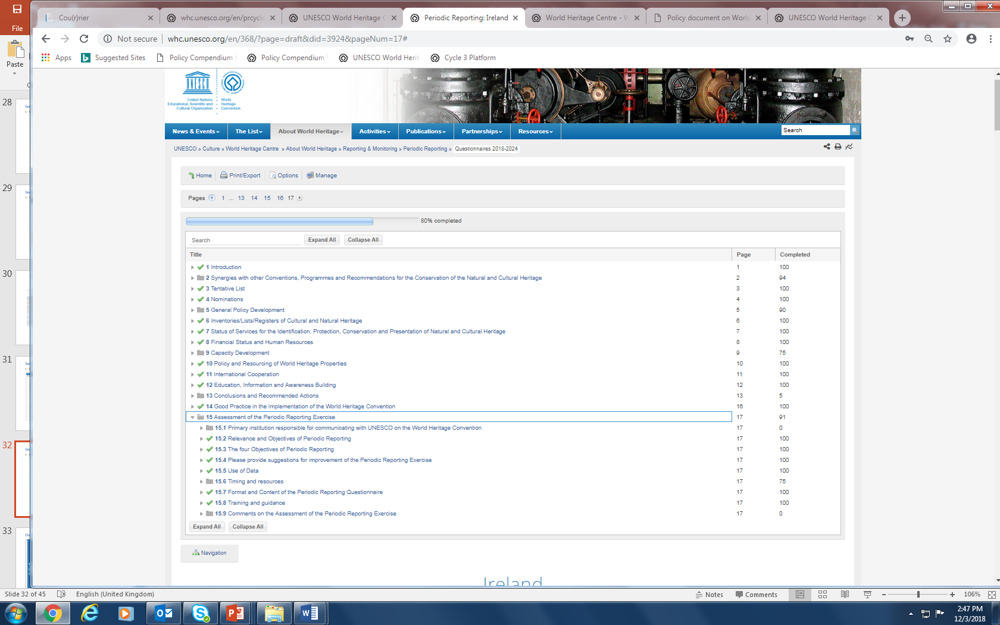 File
Paste
28
29
30
31
32
33
Cou(r)rier
whc.unesco.org/en/prcycle
UNESCO World Heritage C
Periodic Reporting: Ireland
World Heritage Centre - W
Policy document on World
UNESCO World Heritage C
Not secure | whc.unesco.org/en/368/?page=draft&did=3924&pageNum=17#
Apps
Suggested Sites
Policy Compendium
Policy Compendium
UNESCO World Herit
Cycle 3 Platform
UNESCO
United Nations
Educational, Scientific and
Cultural Organization
World
Heritage
Convention
News & Events
The List
About World Heritage
Activities
Publications
Partnerships
Resources
Search
UNESCO » Culture » World Heritage Centre » About World Heritage » Reporting & Monitoring » Periodic Reporting » Questionnaires 2018-2024
Home
Print/Export
Options
Manage
Pages 1 ... 13 14 15 16 17
80% completed
Search
Expand All
Collapse All
Title Page Completed
1 Introduction 1 100
2 Synergies with other Conventions, Programmes and Recommendations for the Conservation of the Natural and Cultural Heritage 2 94
3 Tentative List 3 100
4 Nominations 4 100
5 General Policy Development 5 90
6 Inventories/Lists/Registers of Cultural and Natural Heritage 6 100
7 Status of Services for the Identification, Protection, Conservation and Presentation of Natural and Cultural Heritage 7 100
8 Financial Status and Human Resources 8 100
9 Capacity Development 9 75
10 Policy and Resourcing of World Heritage Properties 10 100
11 International Cooperation 11 100
12 Education, Information and Awareness Building 12 100
13 Conclusions and Recommended Actions 13 5
14 Good Practice in the Implementation of the World Heritage Convention 16 100
15 Assessment of the Periodic Reporting Exercise 17 91
15.1 Primary institution responsible for communicating with UNESCO on the World Heritage Convention 17 0
15.2 Relevance and Objectives of Periodic Reporting 17 100
15.3 The four Objectives of Periodic Reporting 17 100
15.4 Please provide suggestions for improvement of the Periodic Reporting Exercise 17 100
15.5 Use of Data 17 100
15.6 Timing and resources 17 75
15.7 Format and Content of the Periodic Reporting Questionnaire 17 100
15.8 Training and guidance 17 100
15.9 Comments on the Assessment of the Periodic Reporting Exercise 17 0
Expand All
Collapse All
Navigation
Ireland
Slide 32 of 45
English (United Kingdom)
Notes
Comments
106%
2:47 PM
12/3/2018